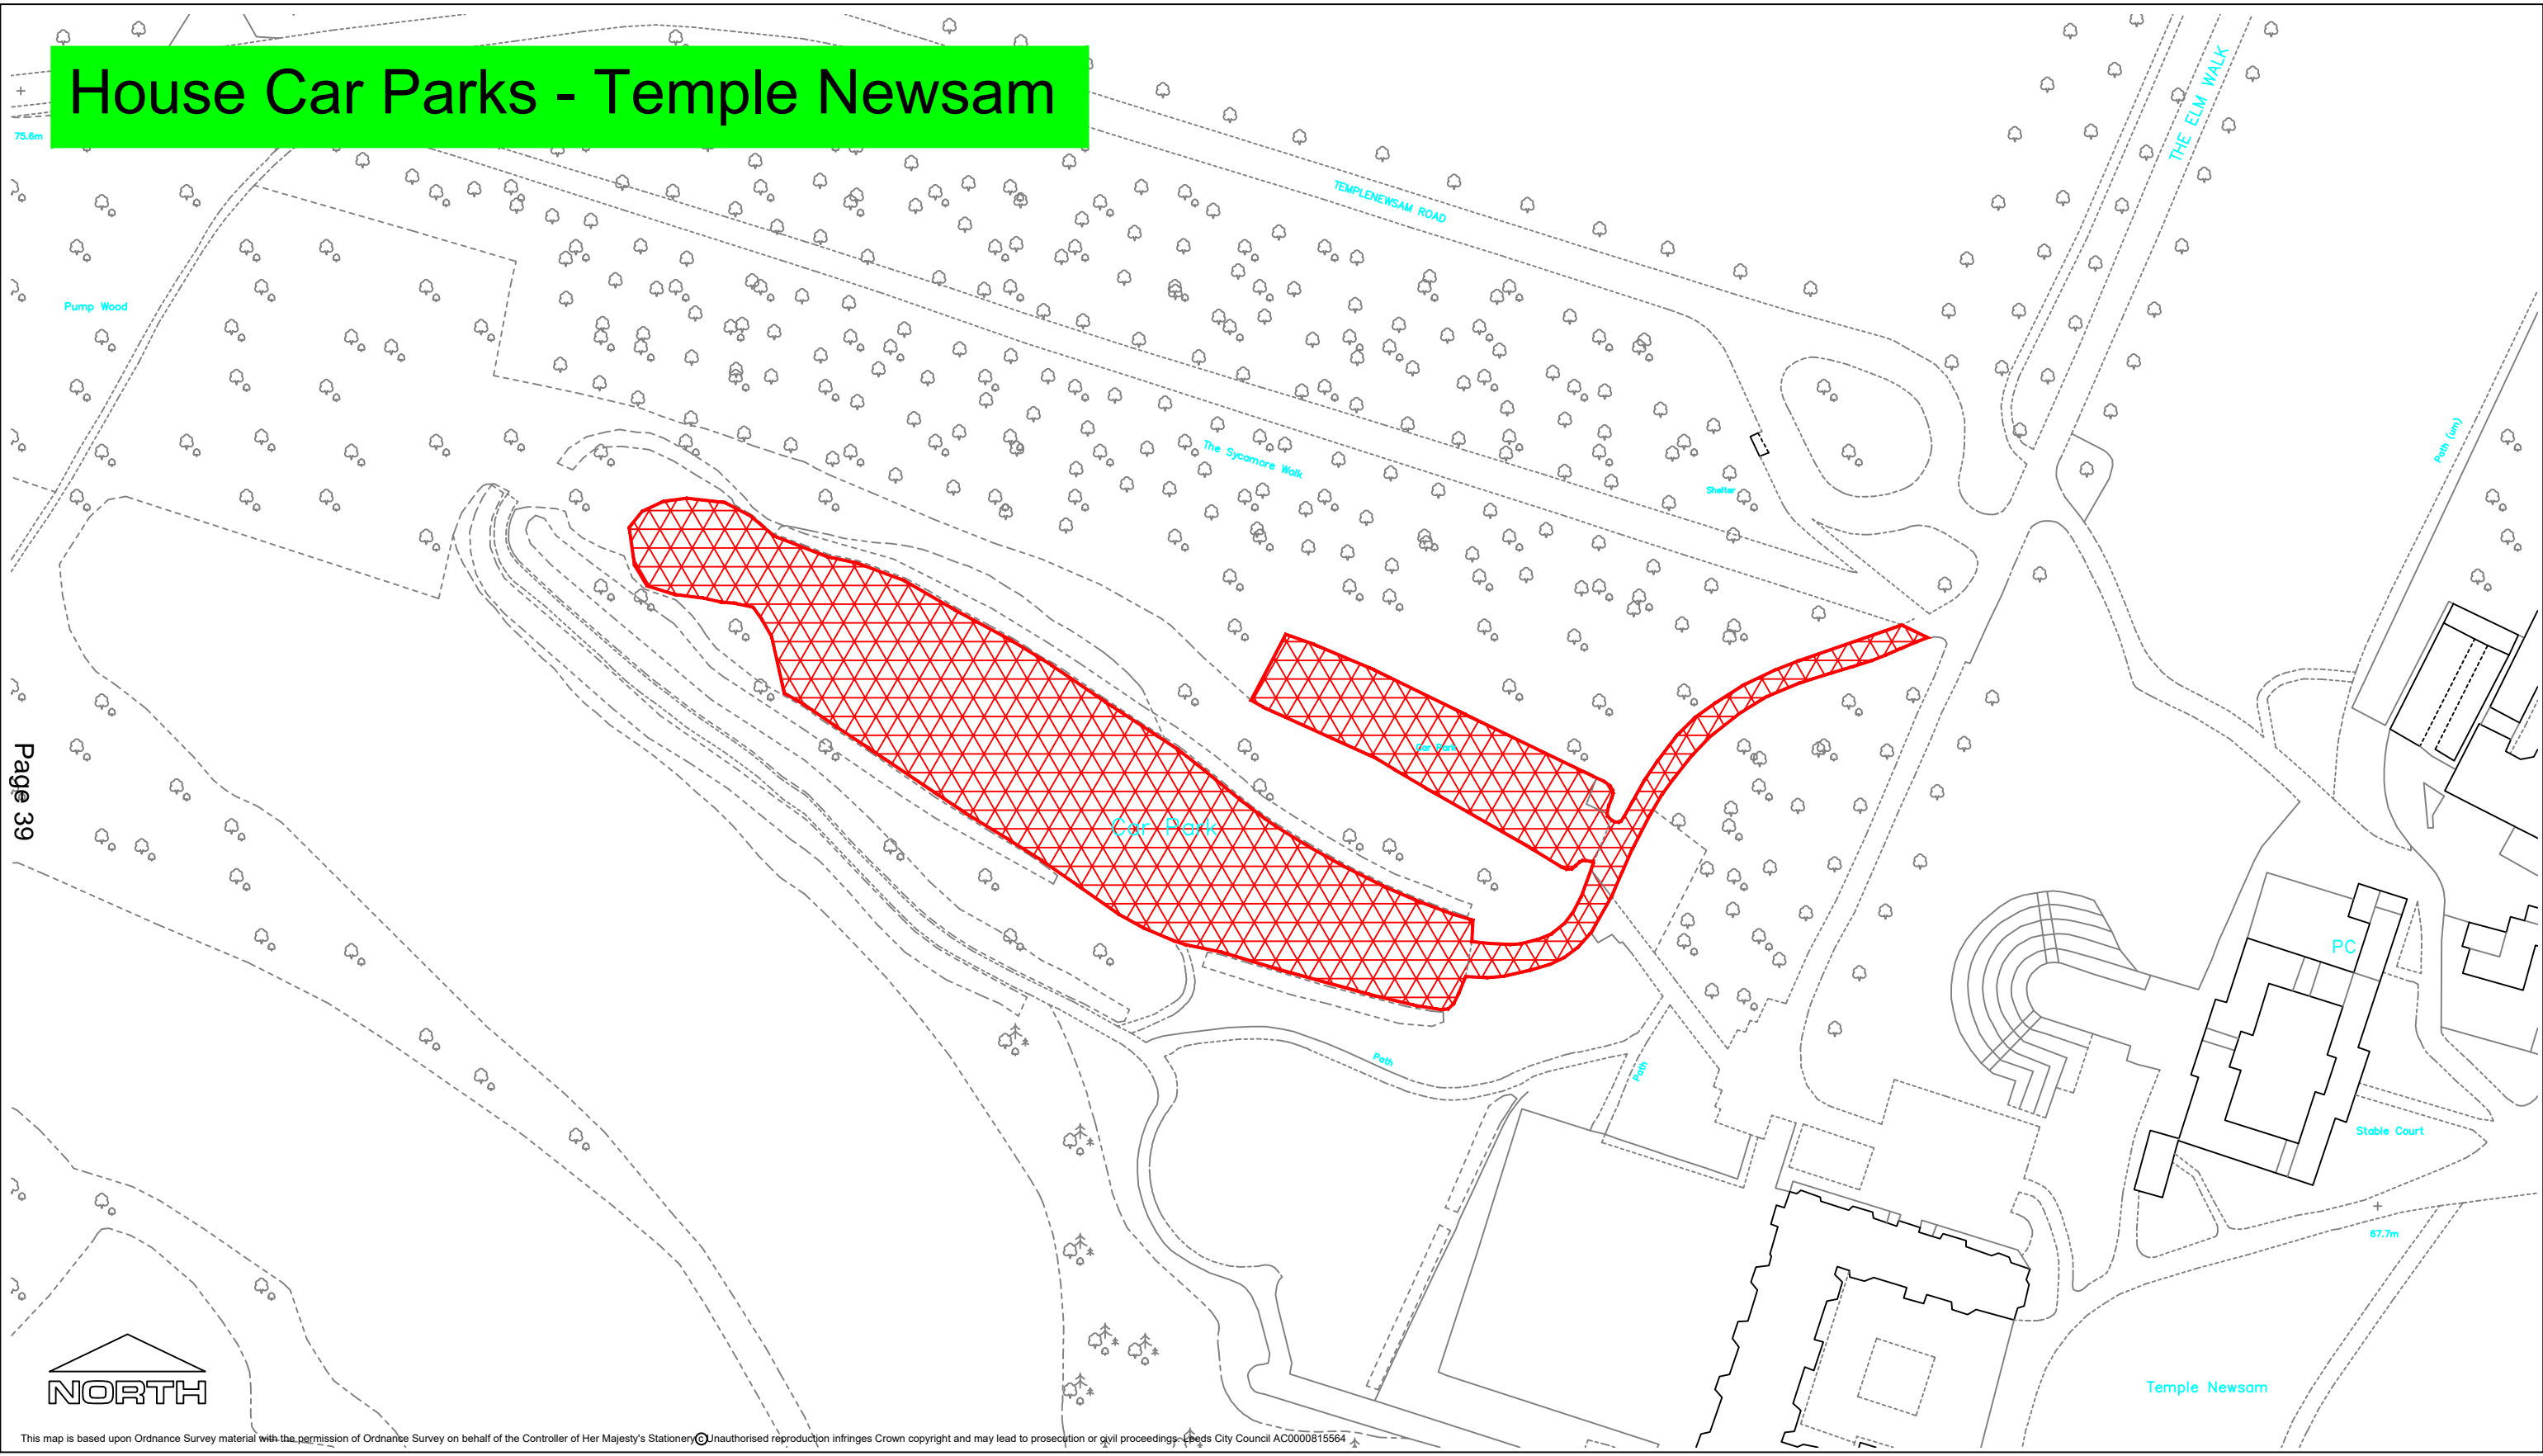 House Car Parks - Temple Newsam
75.6m
THE ELM WALK
TEMPLENEWSAM ROAD
Pump Wood
The Sycamore Walk
Path (um)
Shelter
Car Park
Car Park
Page 39
PC
Path
Path
Stable Court
67.7m
Temple Newsam
NORTH
This map is based upon Ordnance Survey material with the permission of Ordnance Survey on behalf of the Controller of Her Majesty's Stationery © Unauthorised reproduction infringes Crown copyright and may lead to prosecution or civil proceedings. Leeds City Council AC0000815564